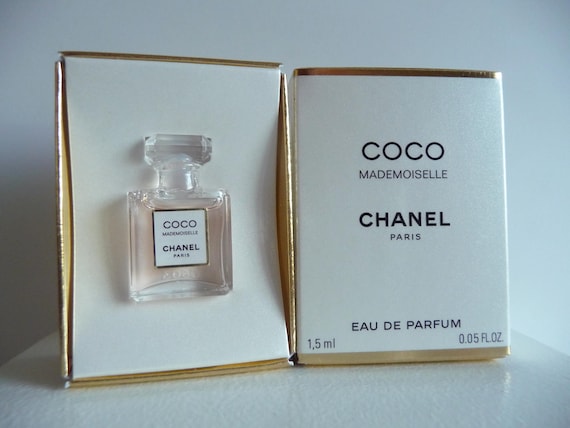 COCO
MADEMOISELLE
CHANEL
PARIS
COCO
MADEMOISELLE
CHANEL
PARIS
EAU DE PARFUM
1,5 ml 0.05 FL.OZ.